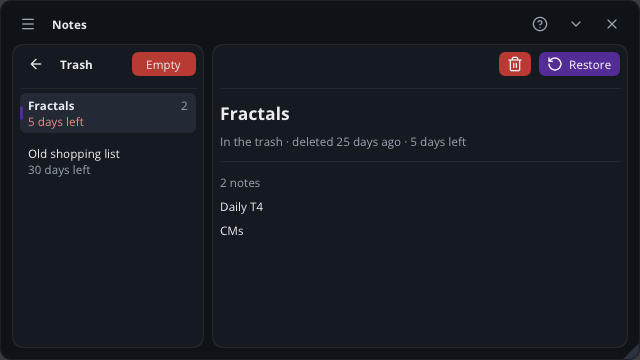 Notes
Trash
Empty
Fractals 2
5 days left
Old shopping list
30 days left
Restore
Fractals
In the trash · deleted 25 days ago · 5 days left
2 notes
Daily T4
CMs